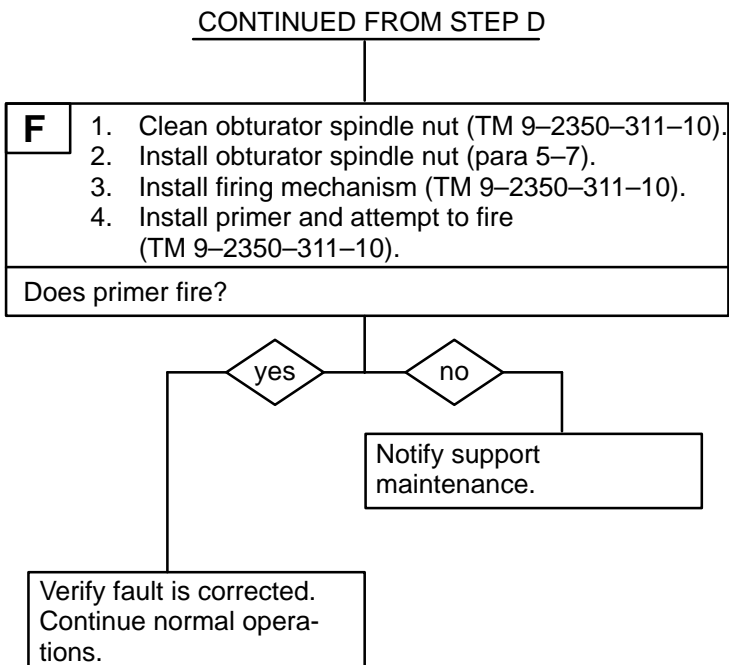 CONTINUED FROM STEP D
F
1. Clean obturator spindle nut (TM 9–2350–311–10).
2. Install obturator spindle nut (para 5–7).
3. Install firing mechanism (TM 9–2350–311–10).
4. Install primer and attempt to fire
(TM 9–2350–311–10).
Does primer fire?
yes
no
Notify support
maintenance.
Verify fault is corrected.
Continue normal opera-
tions.